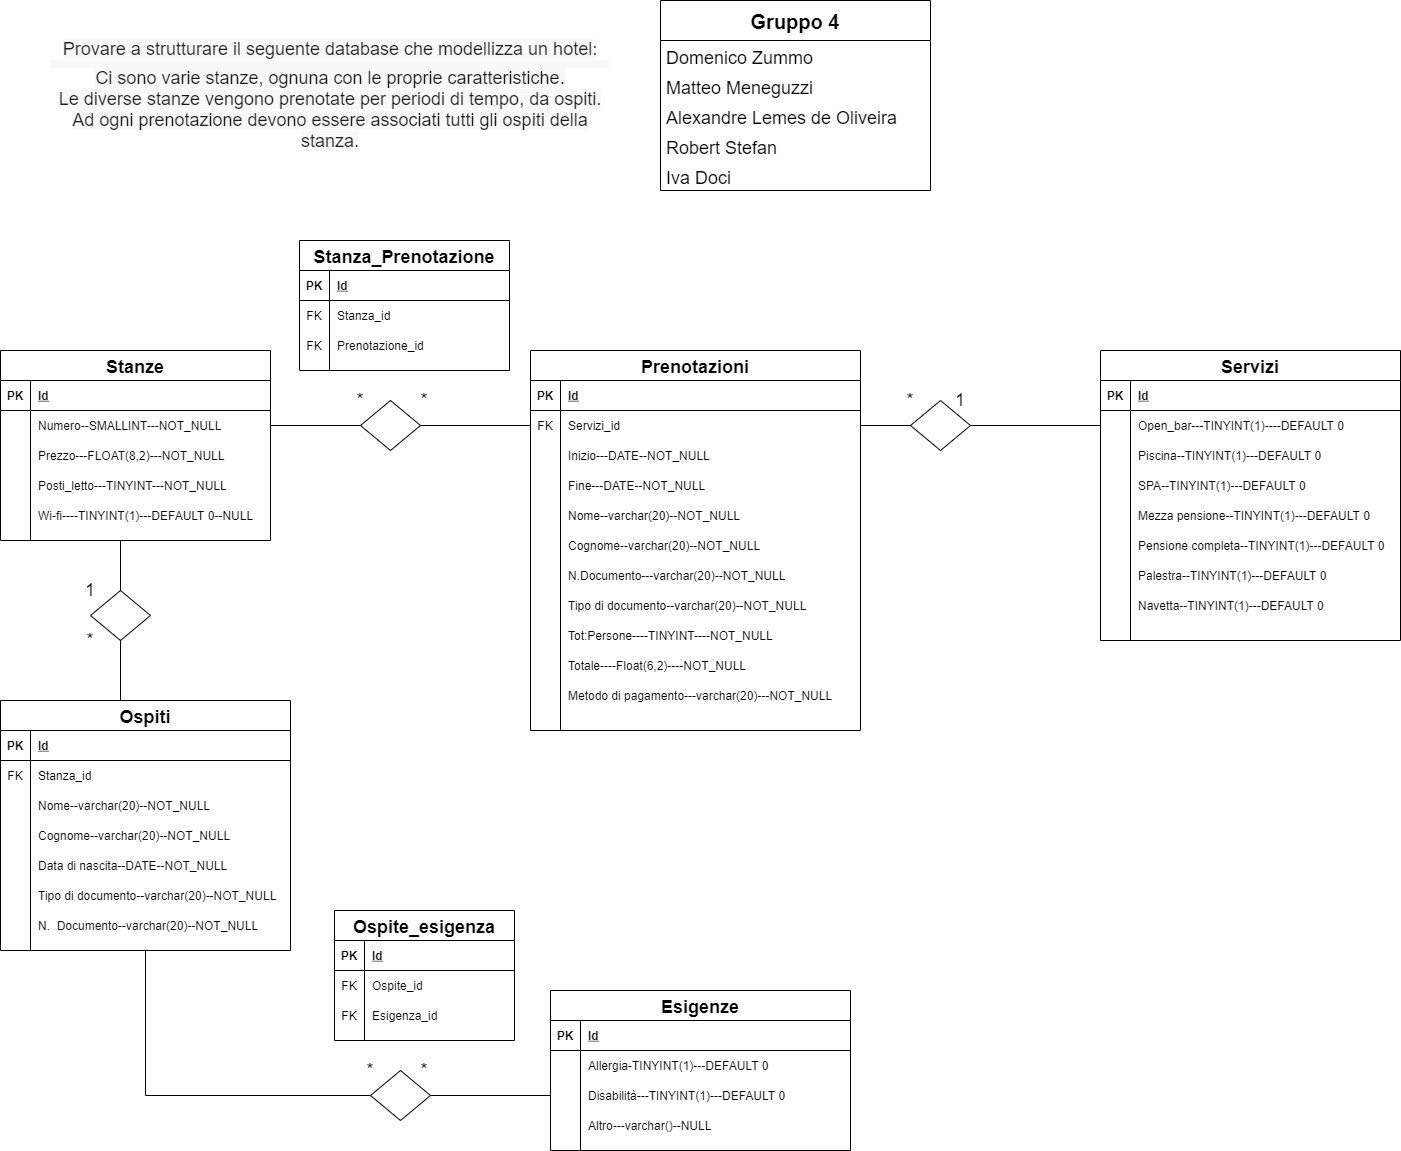 Provare a strutturare il seguente database che modellizza un hotel:
Ci sono varie stanze, ognuna con le proprie caratteristiche.
Le diverse stanze vengono prenotate per periodi di tempo, da ospiti.
Ad ogni prenotazione devono essere associati tutti gli ospiti della
stanza.
Gruppo 4
Domenico Zummo
Matteo Meneguzzi
Alexandre Lemes de Oliveira
Robert Stefan
Iva Doci
Stanza_Prenotazione
PK Id
FK Stanza_id
FK Prenotazione_id
Stanze
PK Id
Numero--SMALLINT---NOT_NULL
Prezzo---FLOAT(8,2)---NOT_NULL
Posti_letto---TINYINT---NOT_NULL
Wi-fi----TINYINT(1)---DEFAULT 0--NULL
* *
Prenotazioni
PK Id
FK Servizi_id
Inizio---DATE--NOT_NULL
Fine---DATE--NOT_NULL
Nome--varchar(20)--NOT_NULL
Cognome--varchar(20)--NOT_NULL
N.Documento---varchar(20)--NOT_NULL
Tipo di documento--varchar(20)--NOT_NULL
Tot:Persone----TINYINT----NOT_NULL
Totale----Float(6,2)----NOT_NULL
Metodo di pagamento---varchar(20)---NOT_NULL
* 1
Servizi
PK Id
Open_bar---TINYINT(1)----DEFAULT 0
Piscina--TINYINT(1)---DEFAULT 0
SPA--TINYINT(1)---DEFAULT 0
Mezza pensione--TINYINT(1)---DEFAULT 0
Pensione completa--TINYINT(1)---DEFAULT 0
Palestra--TINYINT(1)---DEFAULT 0
Navetta--TINYINT(1)---DEFAULT 0
1
*
Ospiti
PK Id
FK Stanza_id
Nome--varchar(20)--NOT_NULL
Cognome--varchar(20)--NOT_NULL
Data di nascita--DATE--NOT_NULL
Tipo di documento--varchar(20)--NOT_NULL
N. Documento--varchar(20)--NOT_NULL
Ospite_esigenza
PK Id
FK Ospite_id
FK Esigenza_id
* *
Esigenze
PK Id
Allergia-TINYINT(1)---DEFAULT 0
Disabilità---TINYINT(1)---DEFAULT 0
Altro---varchar()--NULL